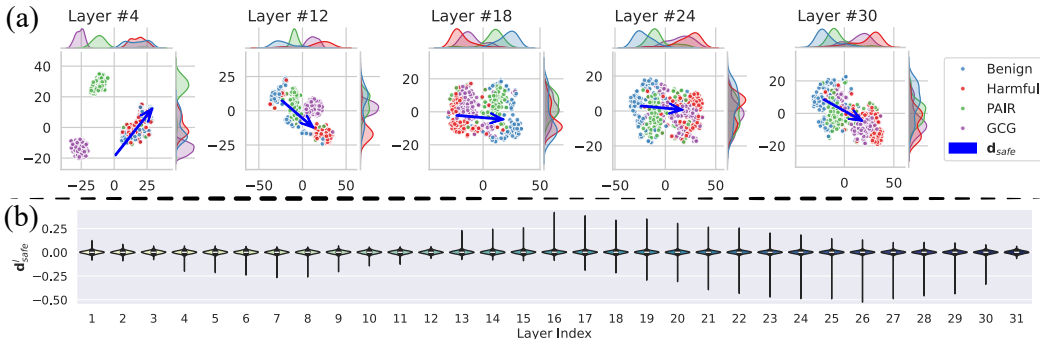 (a)
Layer #4
Layer #12
Layer #18
Layer #24
Layer #30
40
20
0
−20
−25 0 25
25
0
−25
−50 0 50
20
0
−20
0 50
20
0
−20
0 50
20
0
−20
0 50
Benign
Harmful
PAIR
GCG
d_safe
(b)
d^l_safe
0.25
0.00
−0.25
−0.50
1 2 3 4 5 6 7 8 9 10 11 12 13 14 15 16 17 18 19 20 21 22 23 24 25 26 27 28 29 30 31
Layer Index